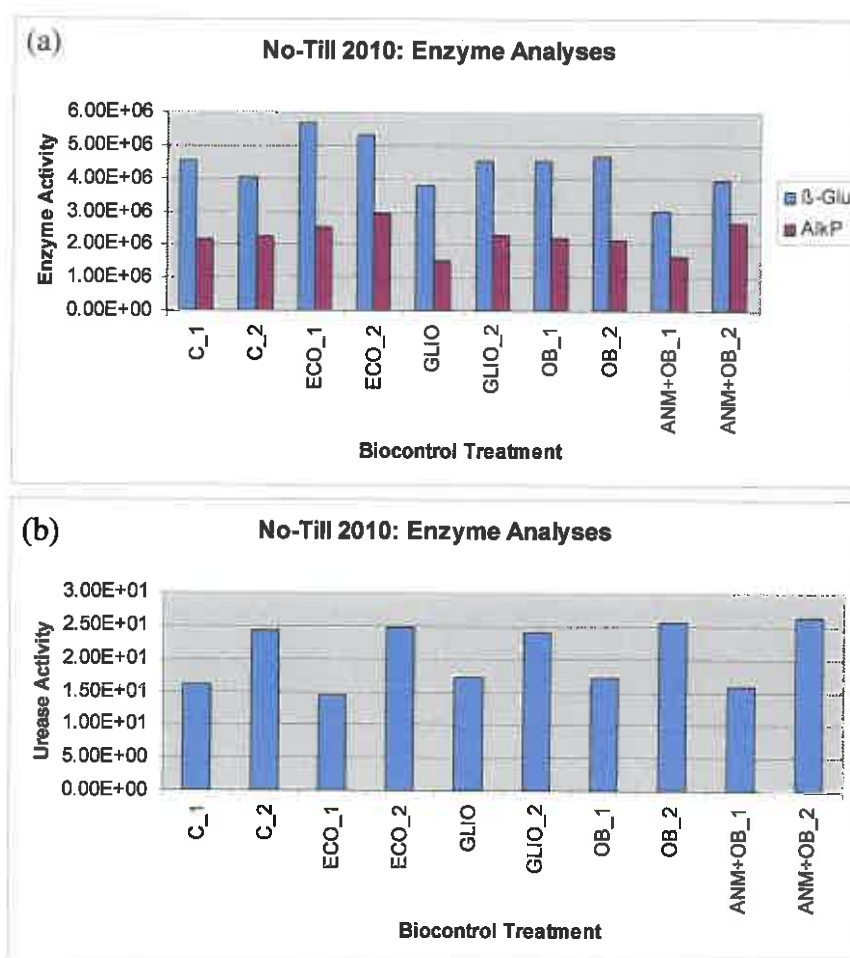 (a)
No-Till 2010: Enzyme Analyses
6.00E+06
5.00E+06
4.00E+06
3.00E+06
2.00E+06
1.00E+06
0.00E+00
Enzyme Activity
C_1
C_2
ECO_1
ECO_2
GLIO
GLIO_2
OB_1
OB_2
ANM+OB_1
ANM+OB_2
Biocontrol Treatment
ß-Glu
AlkP
(b)
No-Till 2010: Enzyme Analyses
3.00E+01
2.50E+01
2.00E+01
1.50E+01
1.00E+01
5.00E+00
0.00E+00
Urease Activity
C_1
C_2
ECO_1
ECO_2
GLIO
GLIO_2
OB_1
OB_2
ANM+OB_1
ANM+OB_2
Biocontrol Treatment